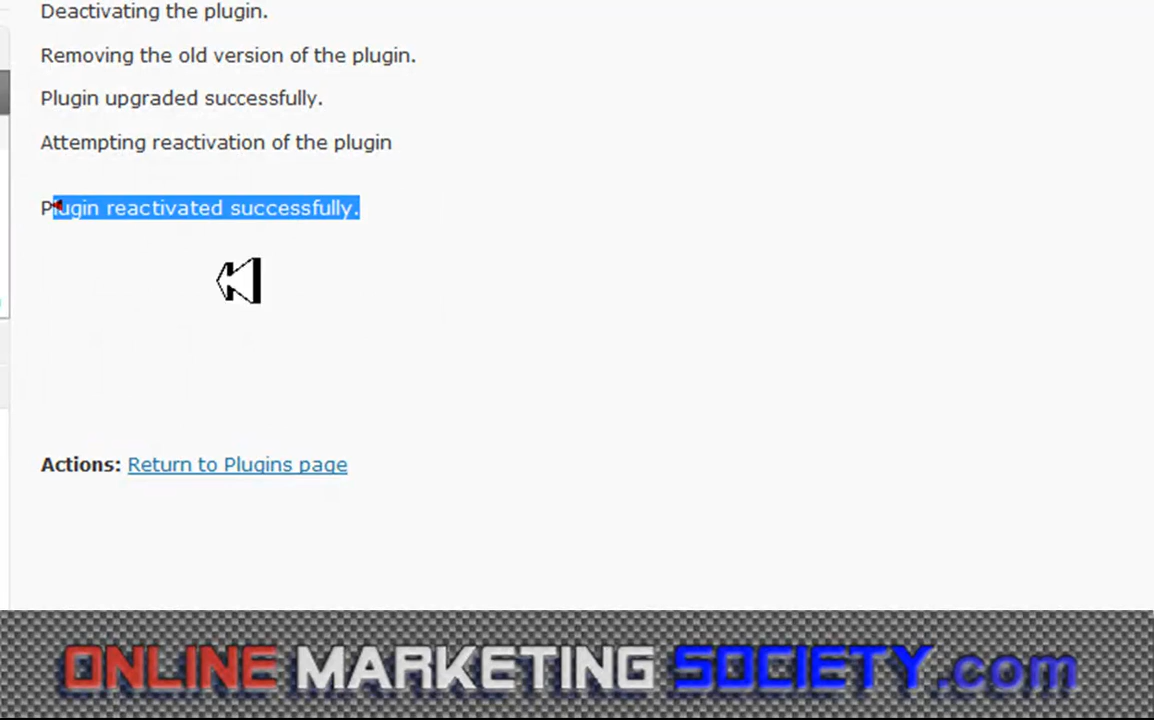 Deactivating the plugin.
Removing the old version of the plugin.
Plugin upgraded successfully.
Attempting reactivation of the plugin
Plugin reactivated successfully.
Actions: Return to Plugins page
ONLINE MARKETING SOCIETY.com